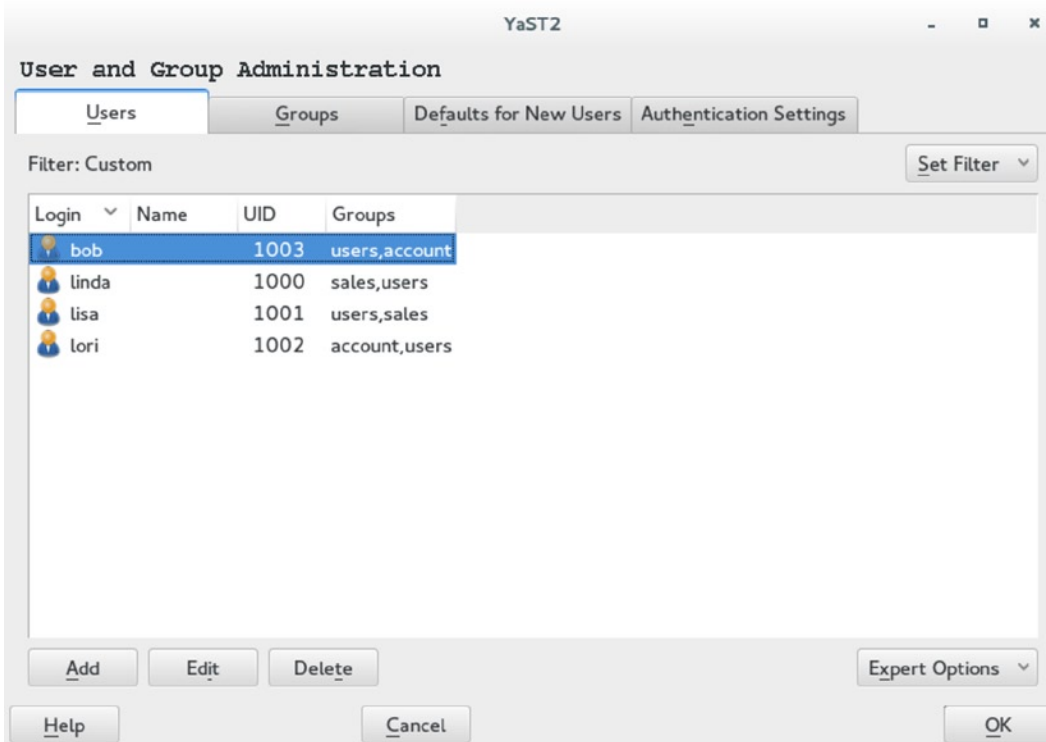 YaST2
User and Group Administration
Users Groups Defaults for New Users Authentication Settings
Filter: Custom Set Filter
Login Name UID Groups
bob 1003 users,account
linda 1000 sales,users
lisa 1001 users,sales
lori 1002 account,users
Add Edit Delete Expert Options
Help Cancel OK